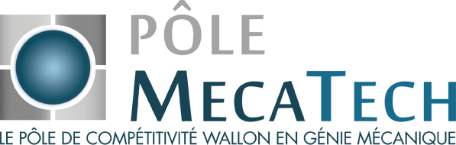 PÔLE
MECATECH
LE PÔLE DE COMPÉTITIVITÉ WALLON EN GÉNIE MÉCANIQUE